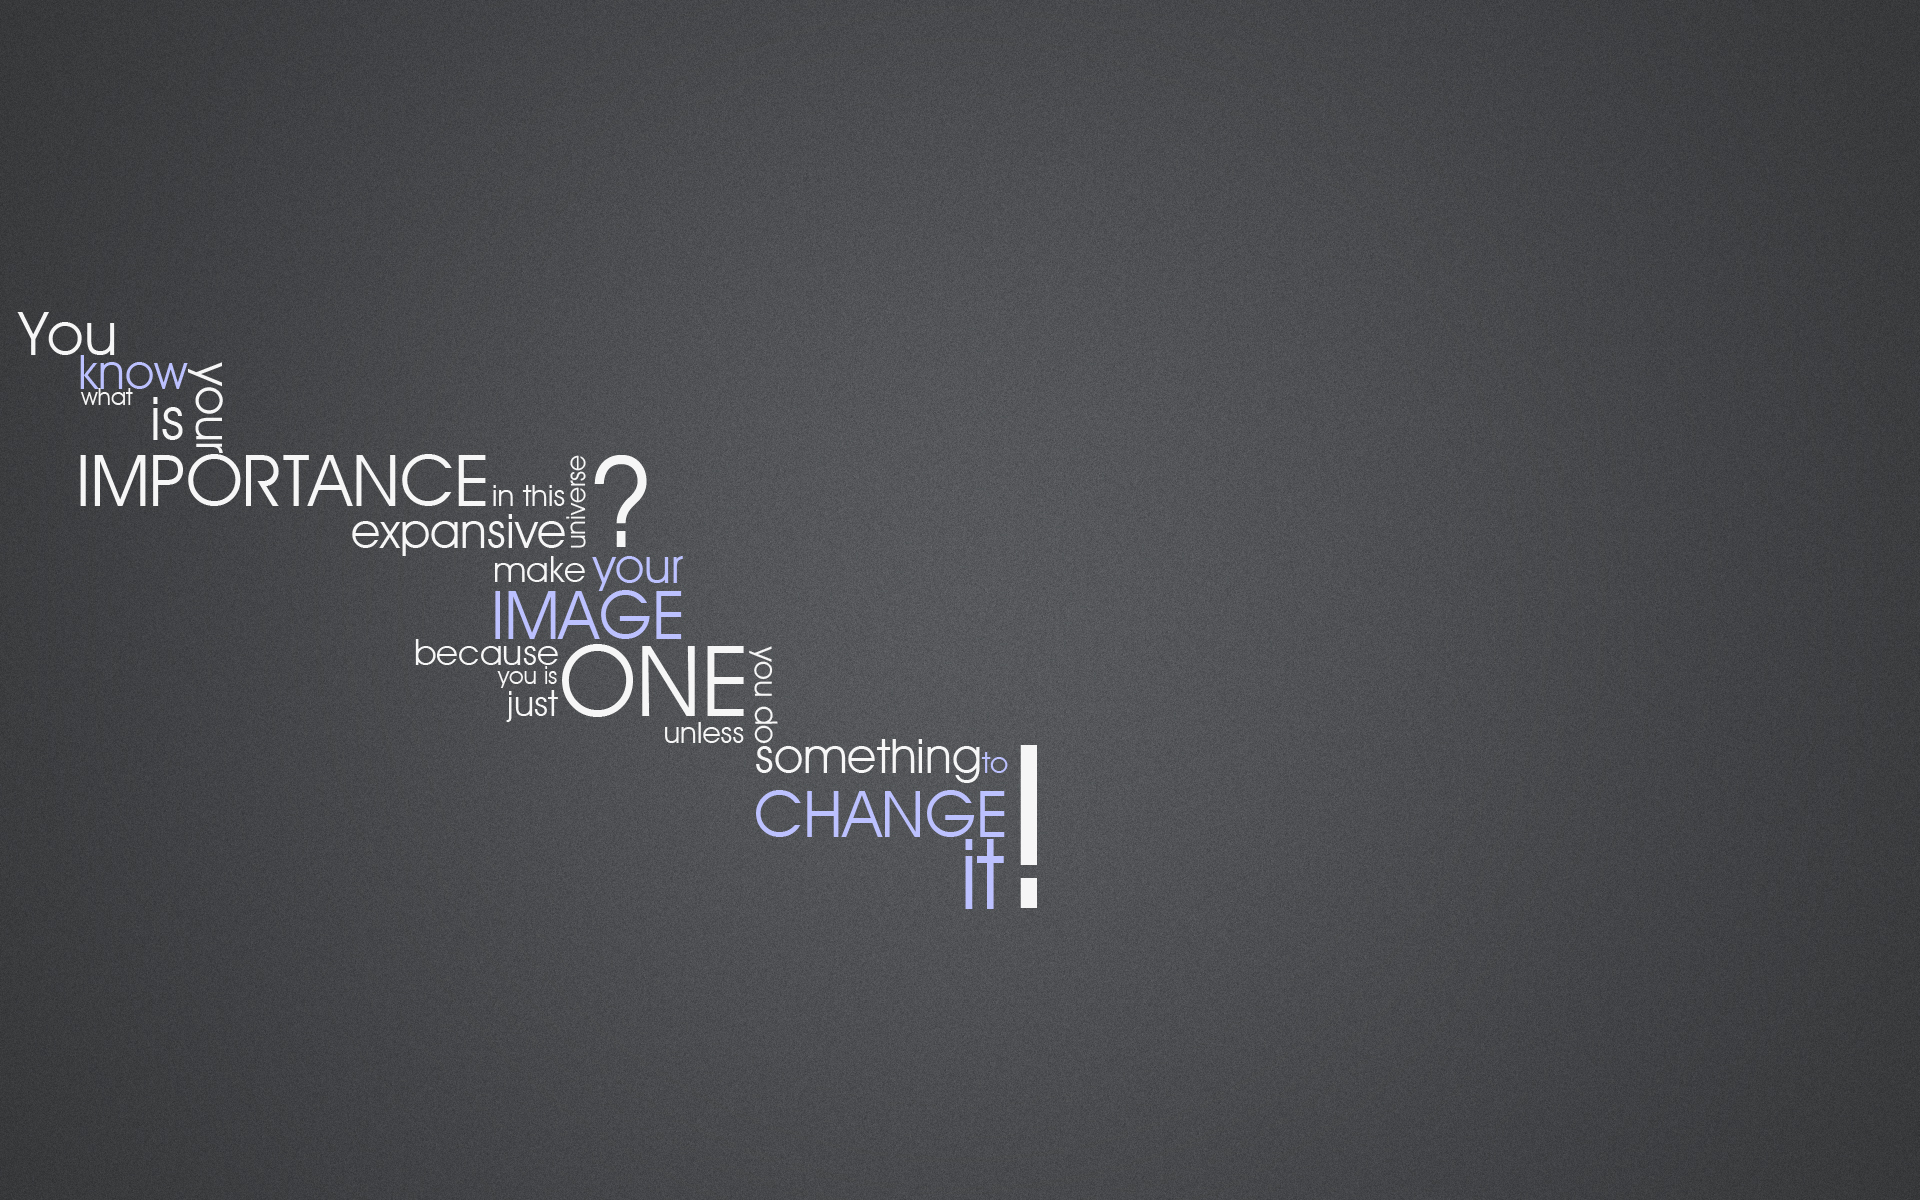 You
know
what
is
your
IMPORTANCE
in this
expansive
universe
?
make your
IMAGE
because
you is
just
ONE
unless
you do
something to
CHANGE
it
!